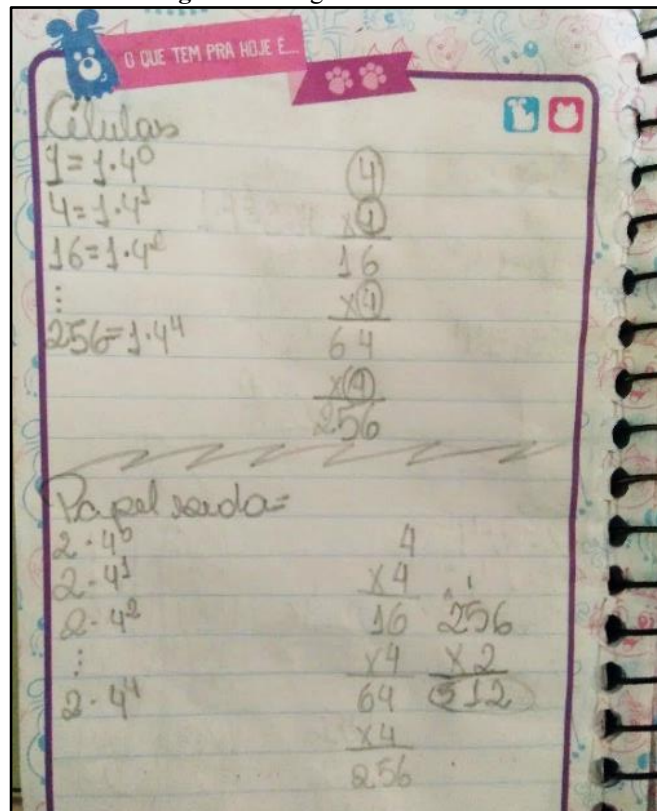 O QUE TEM PRA HOJE É...
Células
1 = 1·4⁰
4 = 1·4¹
16 = 1·4²
⋮
256 = 1·4⁴
4
x4
16
x4
64
x4
256
Papel seda =
2·4⁰
2·4¹
2·4²
⋮
2·4⁴
4
x4
16
x4
64
x4
256
1
256
x2
512